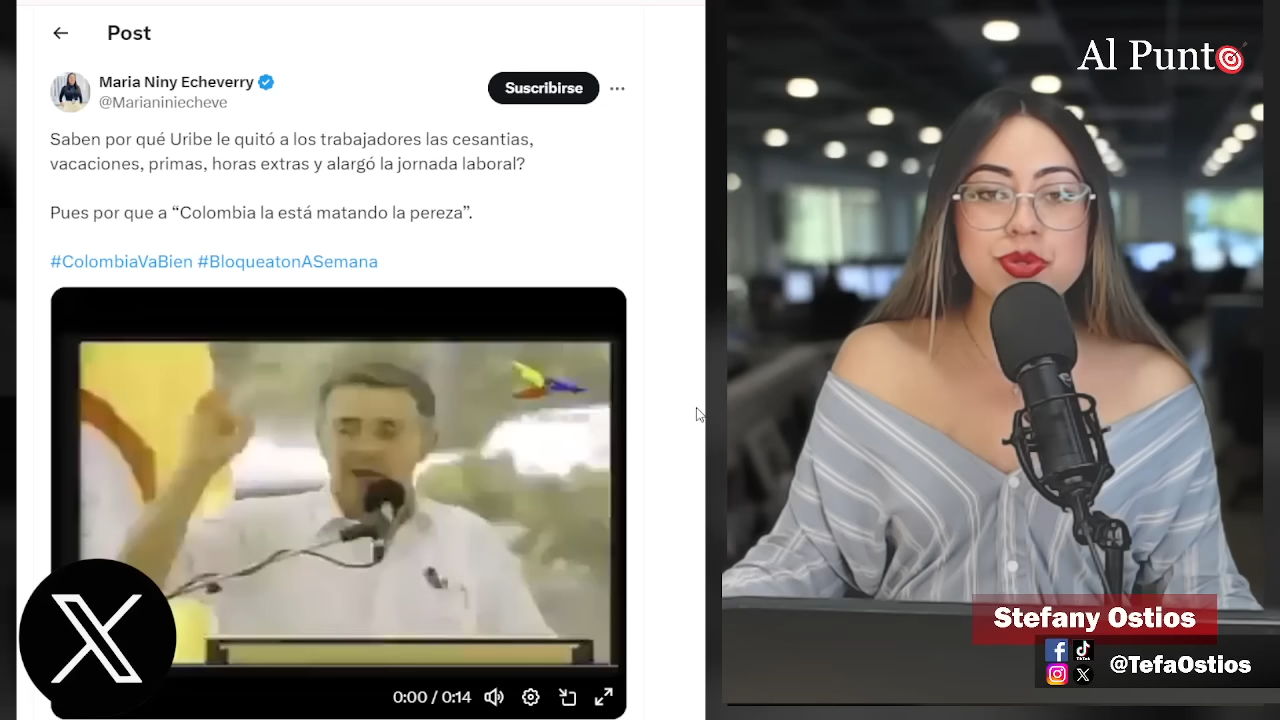 Post
Maria Niny Echeverry
@Marianiniecheve
Suscribirse
Saben por qué Uribe le quitó a los trabajadores las cesantias,
vacaciones, primas, horas extras y alargó la jornada laboral?
Pues por que a “Colombia la está matando la pereza”.
#ColombiaVaBien #BloqueatonASemana
0:00 / 0:14
Al Punto
Stefany Ostios
@TefaOstios